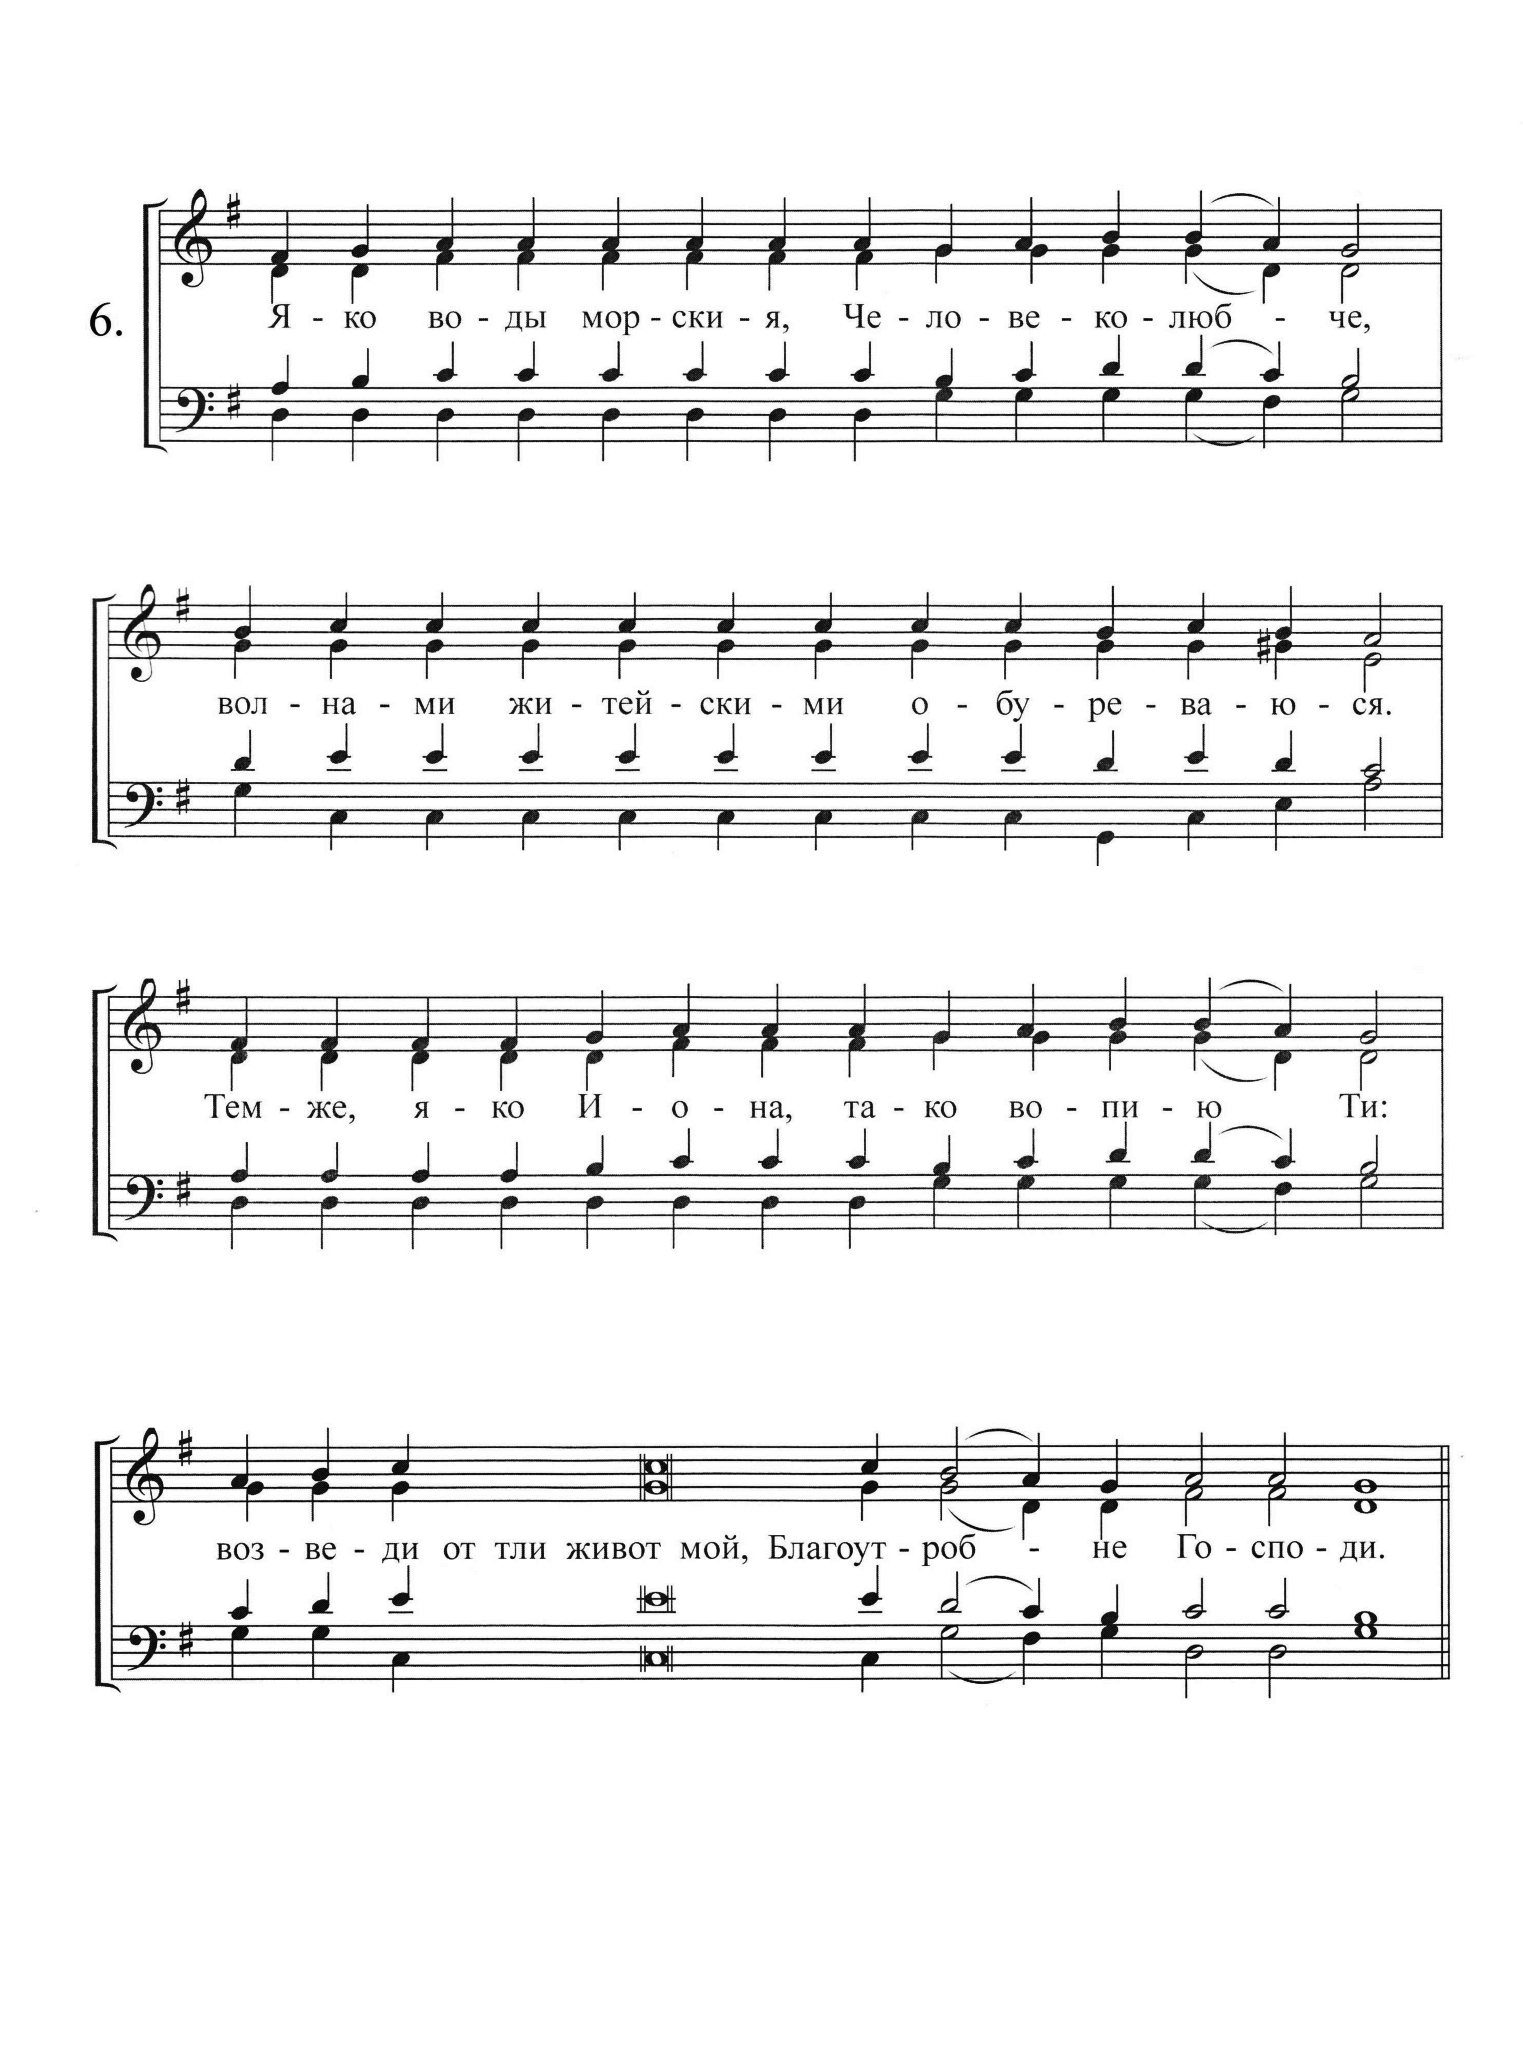 6.
Я - ко во - ды мор - ски - я, Че - ло - ве - ко - люб - че,
вол - на - ми жи - тей - ски - ми о - бу - ре - ва - ю - ся.
Тем - же, я - ко И - о - на, та - ко во - пи - ю Ти:
воз - ве - ди от тли живот мой, Благоут - роб - не Го - спо - ди.